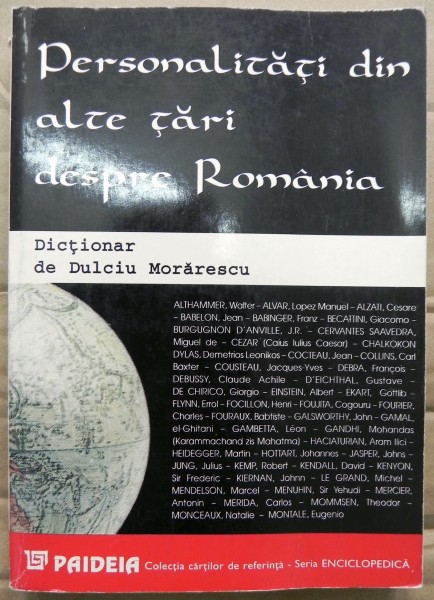 Personalităţi din
alte ţări
despre România
Dicţionar
de Dulciu Morărescu
ALTHAMMER, Walter – ALVAR, Lopez Manuel – ALZATI, Cesare
– BABELON, Jean – BABINGER, Franz – BECATTINI, Giacomo –
BURGUGNON D'ANVILLE, J.R. – CERVANTES SAAVEDRA,
Miguel de – CEZAR (Caius Iulius Caesar) – CHALKOKON
DYLAS, Demetrios Leonikos – COCTEAU, Jean – COLLINS, Carl
Baxter – COUSTEAU, Jacques-Yves – DEBRA, François –
DEBUSSY, Claude Achile – D'EICHTHAL, Gustave –
DE CHIRICO, Giorgio – EINSTEIN, Albert – EKART, Gottlib –
FLYNN, Errol – FOCILLON, Henri – FOUJITA, Cogouru – FOURIER,
Charles – FOURAUX, Babtiste – GALSWORTHY, John – GAMAL,
el-Ghitani – GAMBETTA, Léon – GANDHI, Mohandas
(Karammachand zis Mahatma) – HACIATURIAN, Aram Ilici –
HEIDEGGER, Martin – HOTTART, Johannes – JASPER, Johns –
JUNG, Julius – KEMP, Robert – KENDALL, David – KENYON,
Sir Frederic – KIERNAN, Johnn – LE GRAND, Michel –
MENDELSON, Marcel – MENUHIN, Sir Yehudi – MERCIER,
Antonin – MERIDA, Carlos – MOMMSEN, Theodor –
MONCEAUX, Natalie – MONTALE, Eugenio
PAIDEIA Colecţia cărţilor de referinţă - Seria ENCICLOPEDICĂ